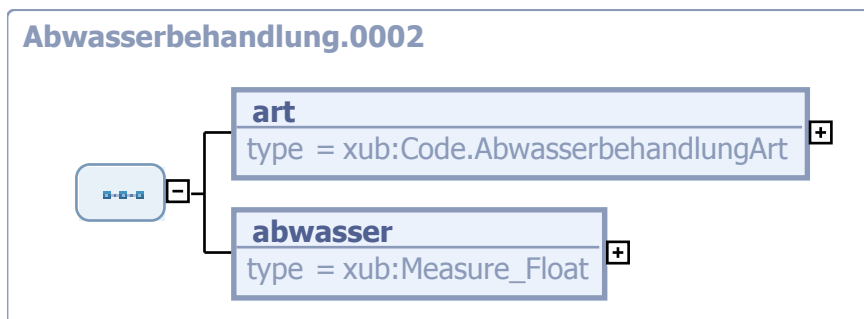 Abwasserbehandlung.0002
art
type = xub:Code.AbwasserbehandlungArt
abwasser
type = xub:Measure_Float